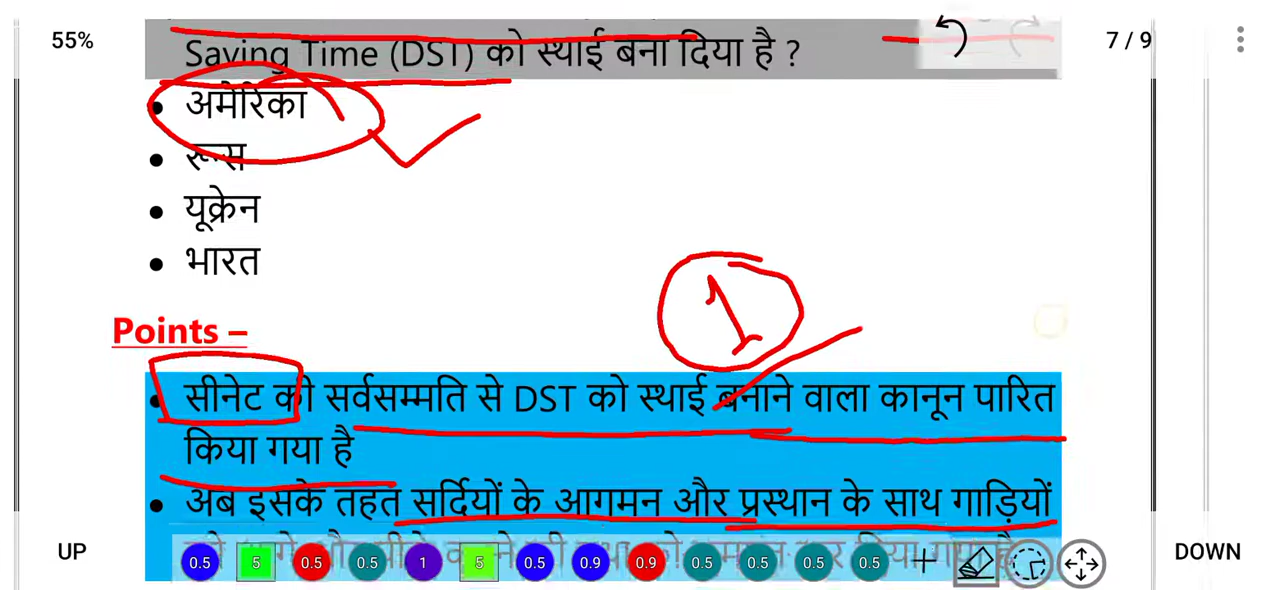 55%
7 / 9
Saving Time (DST) को स्थाई बना दिया है ?
• अमेरिका
• रूस
• यूक्रेन
• भारत
1
Points –
• सीनेट की सर्वसम्मति से DST को स्थाई बनाने वाला कानून पारित
किया गया है
• अब इसके तहत सर्दियों के आगमन और प्रस्थान के साथ गाड़ियों
UP
0.5 5 0.5 0.5 1 5 0.5 0.9 0.9 0.5 0.5 0.5 0.5 +
DOWN